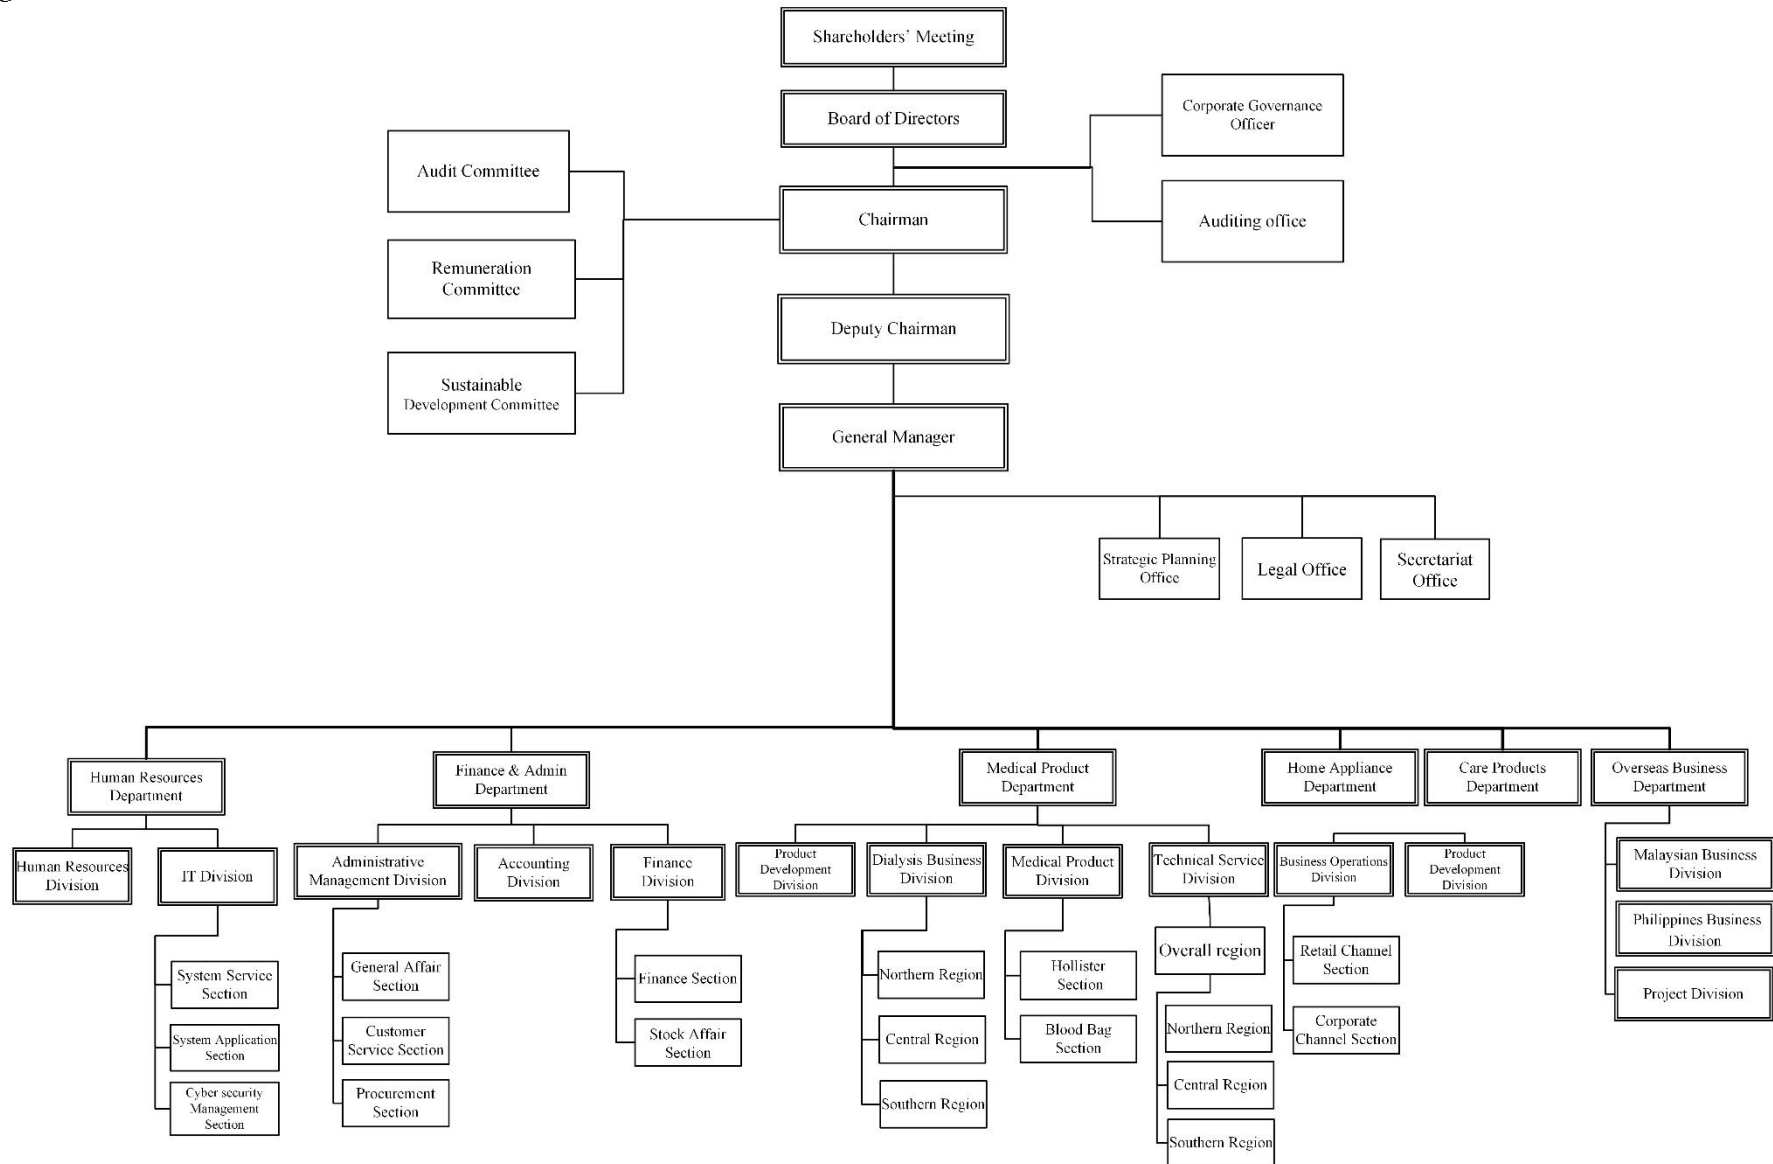 Shareholders’ Meeting
Board of Directors
Corporate Governance
Officer
Audit Committee
Chairman
Auditing office
Remuneration
Committee
Deputy Chairman
Sustainable
Development Committee
General Manager
Strategic Planning
Office
Legal Office
Secretariat
Office
Human Resources
Department
Finance & Admin
Department
Medical Product
Department
Home Appliance
Department
Care Products
Department
Overseas Business
Department
Human Resources
Division
IT Division
Administrative
Management Division
Accounting
Division
Finance
Division
Product
Development
Division
Dialysis Business
Division
Medical Product
Division
Technical Service
Division
Business Operations
Division
Product
Development
Division
Malaysian Business
Division
Philippines Business
Division
Project Division
System Service
Section
System Application
Section
Cyber security
Management
Section
General Affair
Section
Customer
Service Section
Procurement
Section
Finance Section
Stock Affair
Section
Northern Region
Central Region
Southern Region
Hollister
Section
Blood Bag
Section
Overall region
Northern Region
Central Region
Southern Region
Retail Channel
Section
Corporate
Channel Section